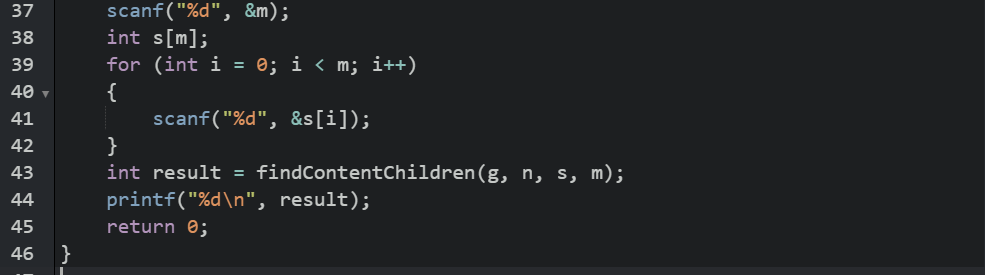 37 scanf("%d", &m);
38 int s[m];
39 for (int i = 0; i < m; i++)
40 {
41 scanf("%d", &s[i]);
42 }
43 int result = findContentChildren(g, n, s, m);
44 printf("%d\n", result);
45 return 0;
46 }